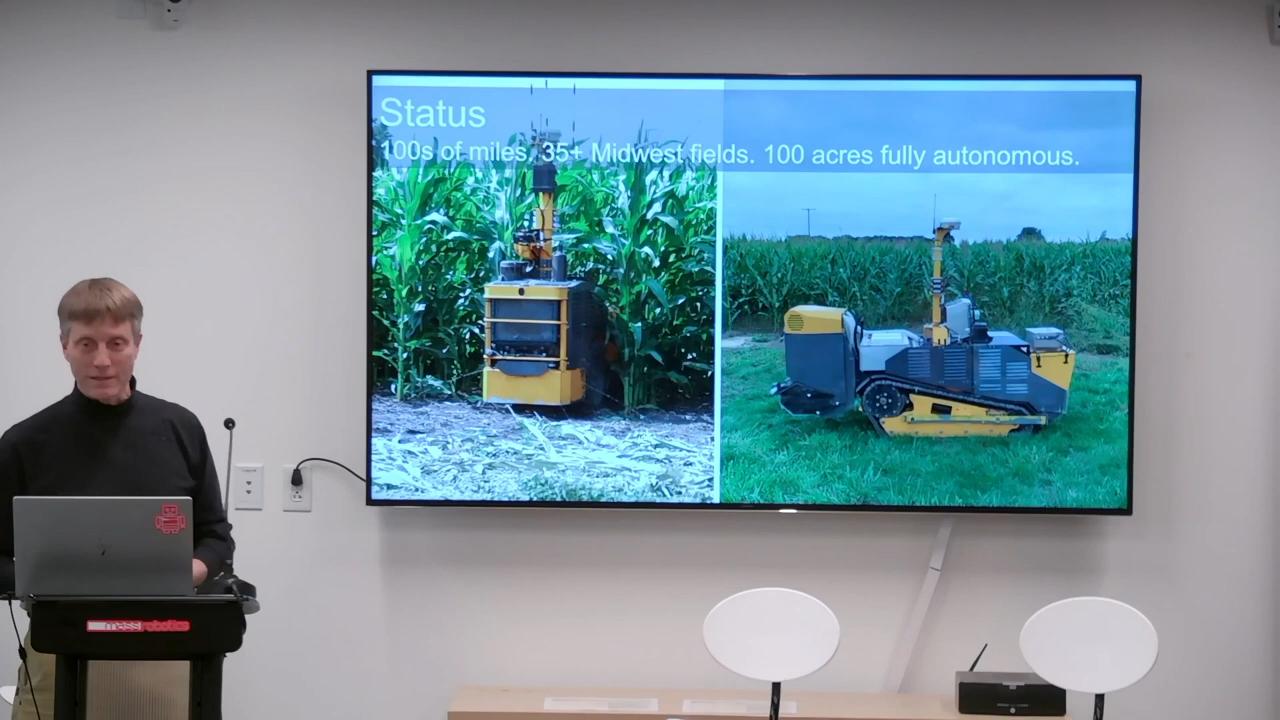 Status
100s of miles. 35+ Midwest fields. 100 acres fully autonomous.
massrobotics